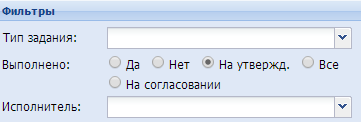 Фильтры
Тип задания:
Выполнено: Да Нет На утвержд. Все
На согласовании
Исполнитель: